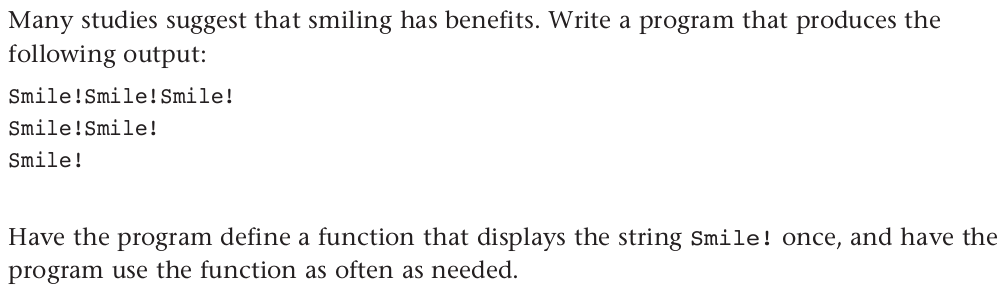 Many studies suggest that smiling has benefits. Write a program that produces the
following output:
Smile!Smile!Smile!
Smile!Smile!
Smile!
Have the program define a function that displays the string Smile! once, and have the
program use the function as often as needed.